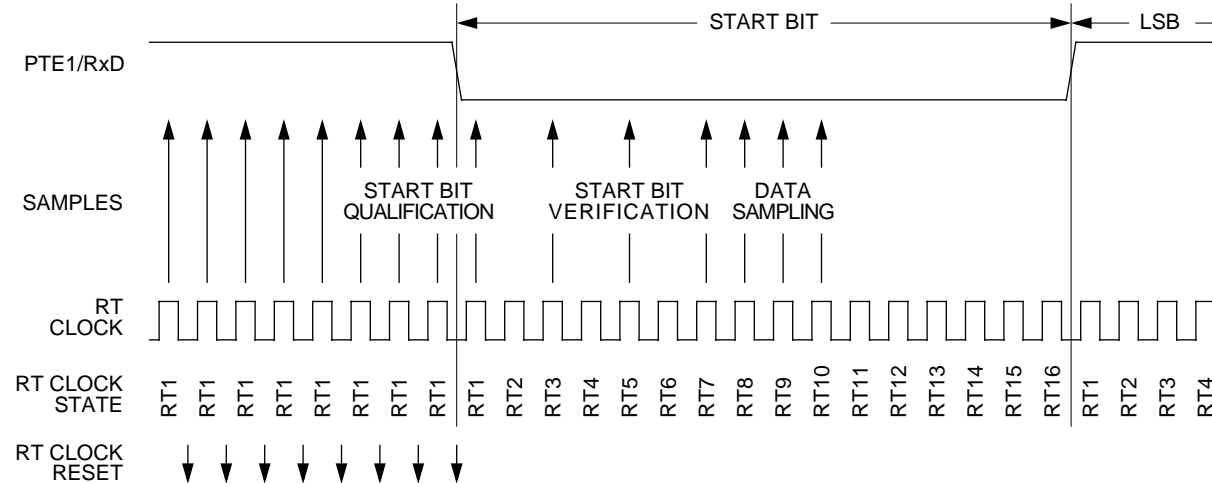 START BIT
LSB
PTE1/RxD
SAMPLES
START BIT
QUALIFICATION
START BIT
VERIFICATION
DATA
SAMPLING
RT
CLOCK
RT CLOCK
STATE
RT1 RT1 RT1 RT1 RT1 RT1 RT1 RT1 RT1 RT2 RT3 RT4 RT5 RT6 RT7 RT8 RT9 RT10 RT11 RT12 RT13 RT14 RT15 RT16 RT1 RT2 RT3 RT4
RT CLOCK
RESET